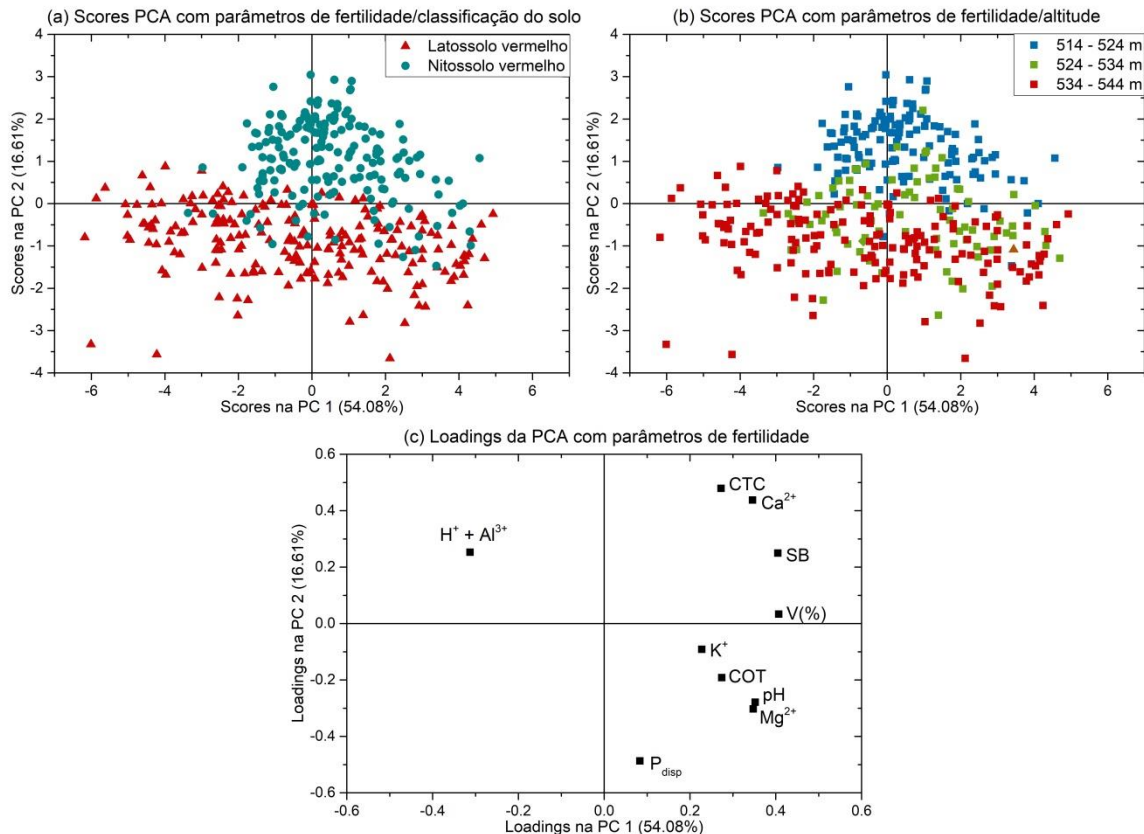 (a) Scores PCA com parâmetros de fertilidade/classificação do solo
Latossolo vermelho
Nitossolo vermelho
4
3
2
1
0
-1
-2
-3
-4
Scores na PC 2 (16.61%)
-6 -4 -2 0 2 4 6
Scores na PC 1 (54.08%)
(b) Scores PCA com parâmetros de fertilidade/altitude
514 - 524 m
524 - 534 m
534 - 544 m
4
3
2
1
0
-1
-2
-3
-4
Scores na PC 2 (16.61%)
-6 -4 -2 0 2 4 6
Scores na PC 1 (54.08%)
(c) Loadings da PCA com parâmetros de fertilidade
0.6
0.4
0.2
0.0
-0.2
-0.4
-0.6
Loadings na PC 2 (16.61%)
CTC
Ca²⁺
H⁺ + Al³⁺
SB
V(%)
K⁺
COT
pH
Mg²⁺
P_disp
-0.6 -0.4 -0.2 0.0 0.2 0.4 0.6
Loadings na PC 1 (54.08%)